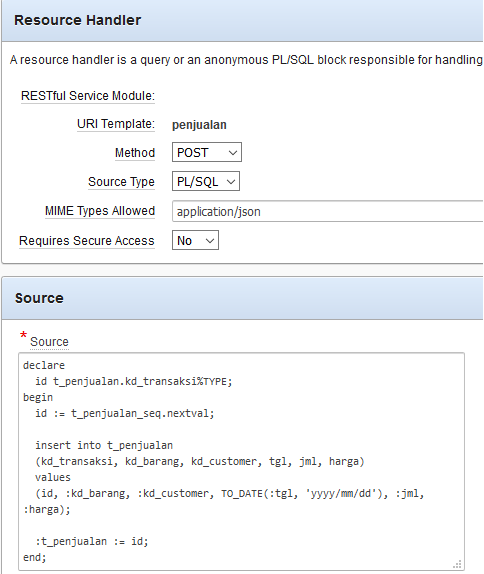 Resource Handler
A resource handler is a query or an anonymous PL/SQL block responsible for handling
RESTful Service Module:
URI Template: penjualan
Method POST
Source Type PL/SQL
MIME Types Allowed application/json
Requires Secure Access No
Source
* Source
declare
  id t_penjualan.kd_transaksi%TYPE;
begin
  id := t_penjualan_seq.nextval;

  insert into t_penjualan
  (kd_transaksi, kd_barang, kd_customer, tgl, jml, harga)
  values
  (id, :kd_barang, :kd_customer, TO_DATE(:tgl, 'yyyy/mm/dd'), :jml,
:harga);

  :t_penjualan := id;
end;